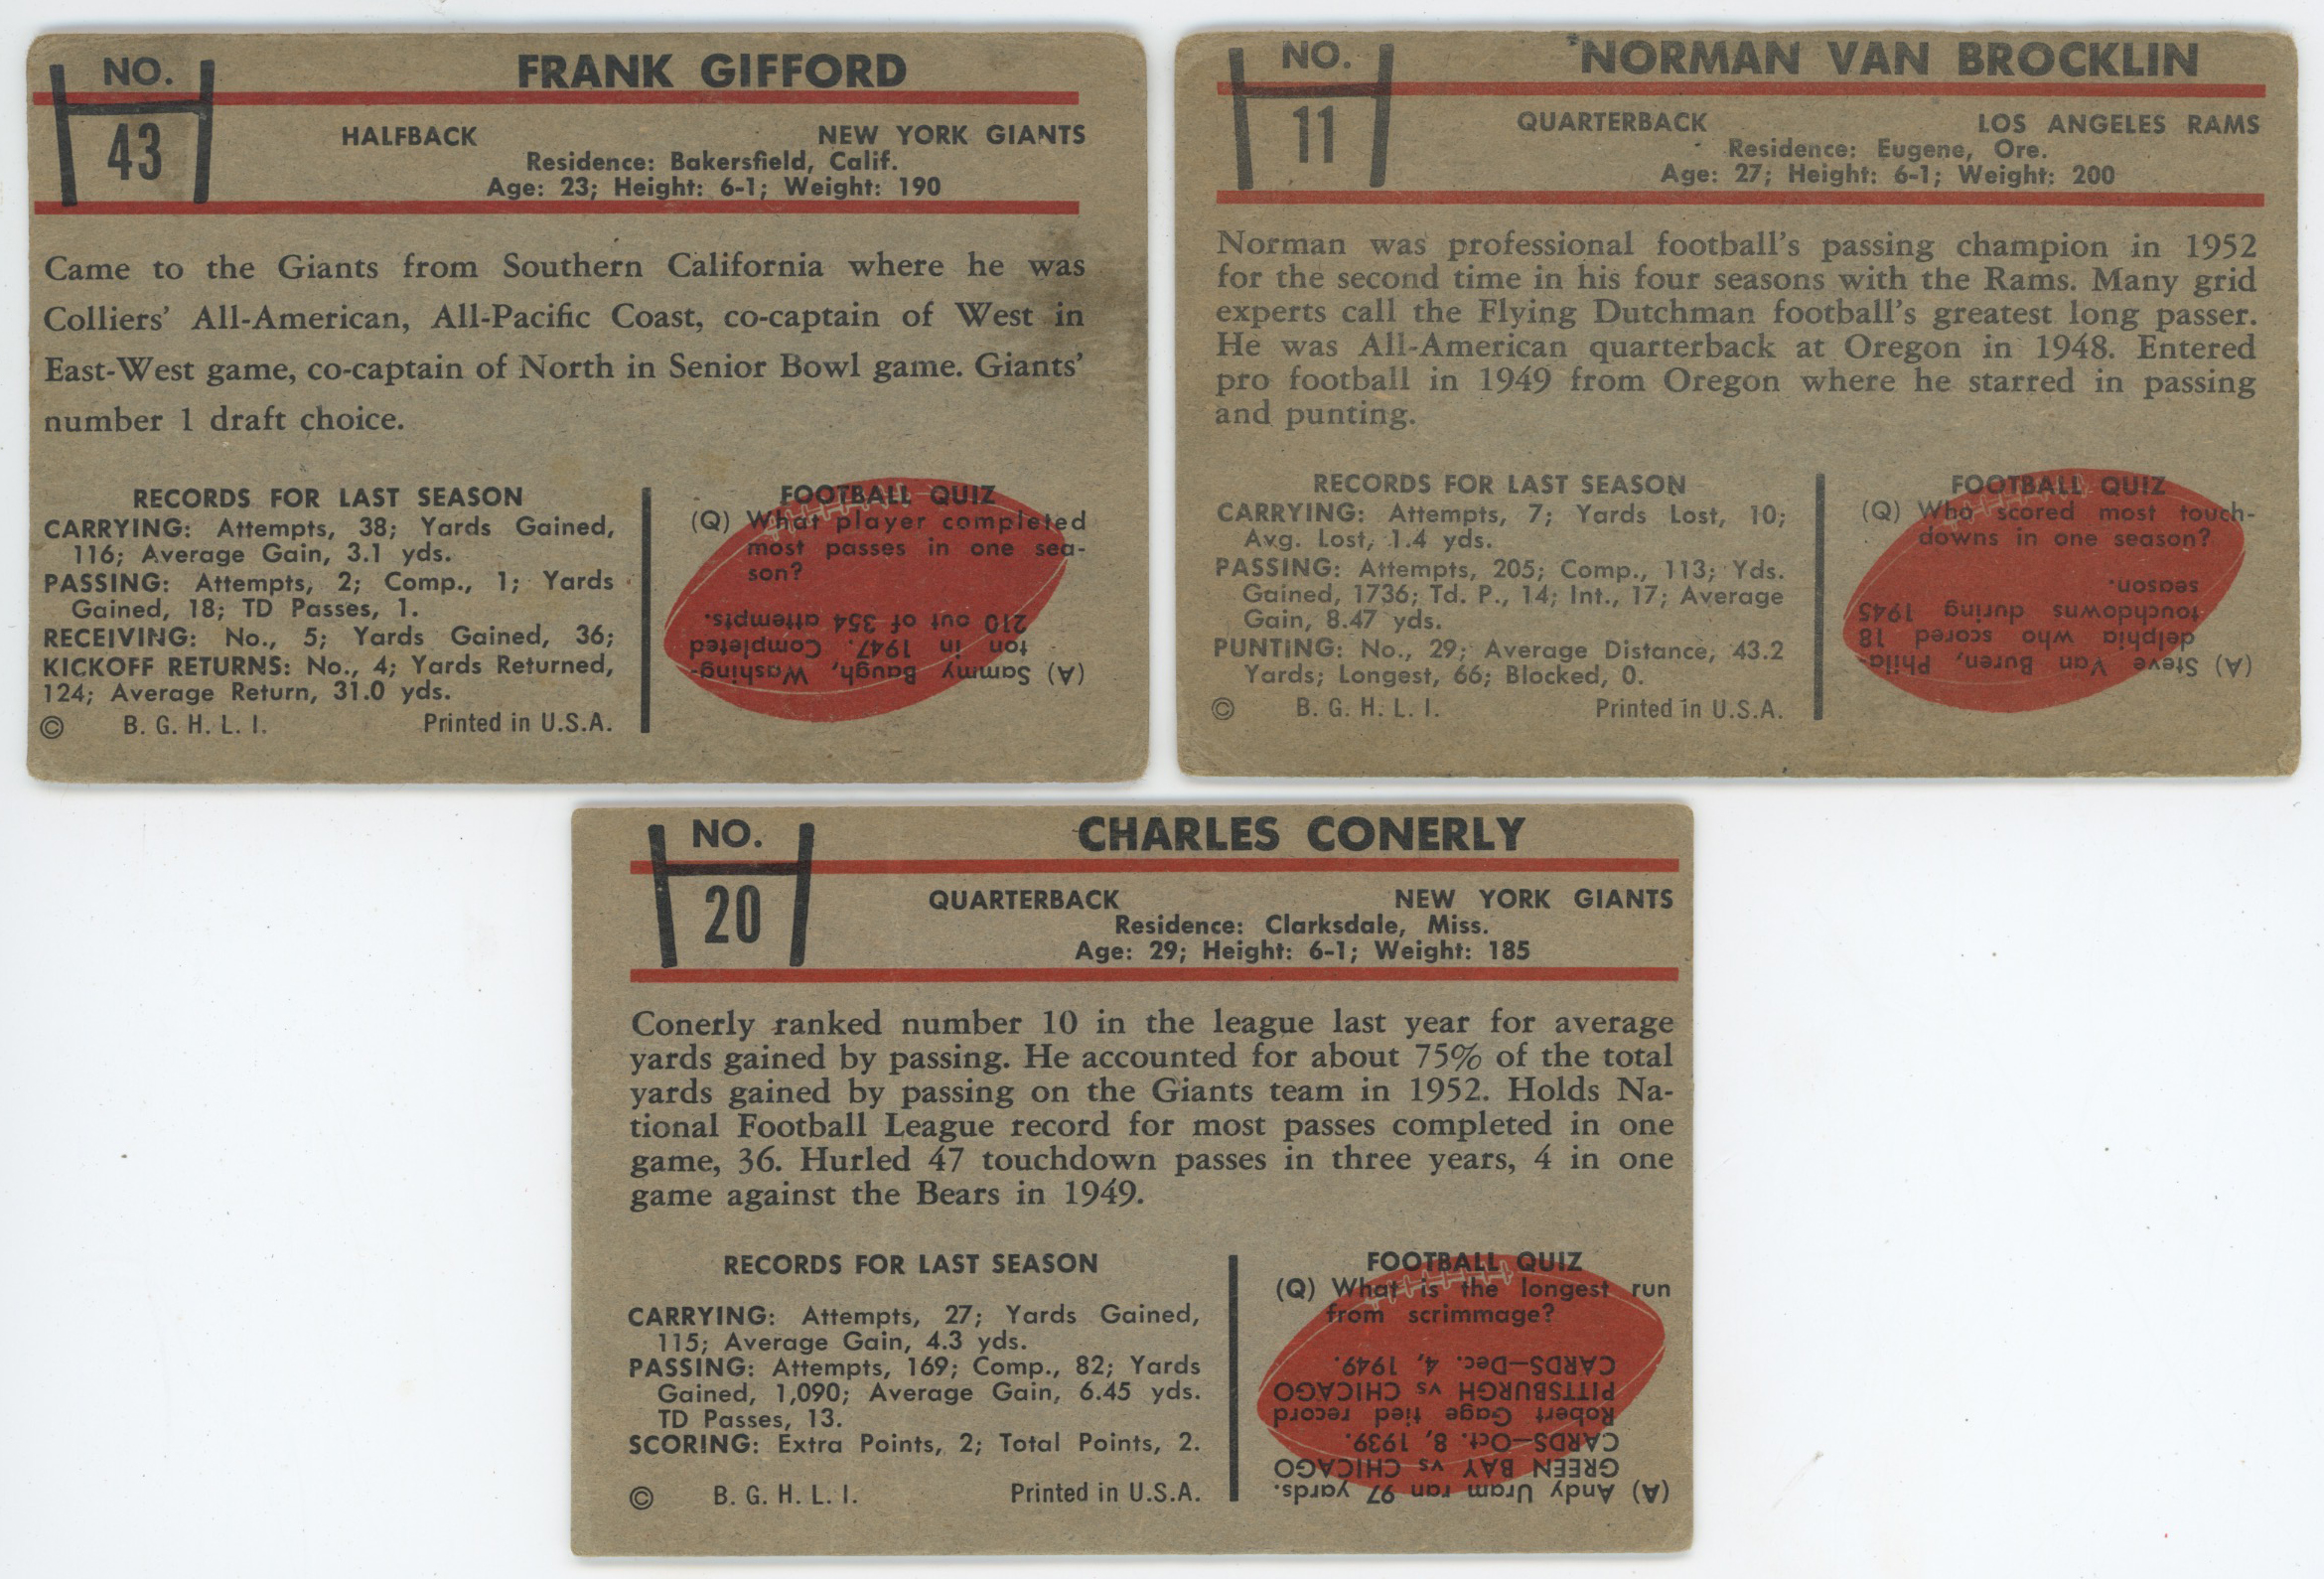 NO.
43
FRANK GIFFORD
HALFBACK NEW YORK GIANTS
Residence: Bakersfield, Calif.
Age: 23; Height: 6-1; Weight: 190
Came to the Giants from Southern California where he was
Colliers' All-American, All-Pacific Coast, co-captain of West in
East-West game, co-captain of North in Senior Bowl game. Giants'
number 1 draft choice.
RECORDS FOR LAST SEASON
CARRYING: Attempts, 38; Yards Gained,
116; Average Gain, 3.1 yds.
PASSING: Attempts, 2; Comp., 1; Yards
Gained, 18; TD Passes, 1.
RECEIVING: No., 5; Yards Gained, 36;
KICKOFF RETURNS: No., 4; Yards Returned,
124; Average Return, 31.0 yds.
© B. G. H. L. I. Printed in U.S.A.
FOOTBALL QUIZ
(Q) What player completed
most passes in one sea-
son?
(A) Sammy Baugh, Washing-
ton in 1947. Completed
210 out of 354 attempts.
NO.
11
NORMAN VAN BROCKLIN
QUARTERBACK LOS ANGELES RAMS
Residence: Eugene, Ore.
Age: 27; Height: 6-1; Weight: 200
Norman was professional football's passing champion in 1952
for the second time in his four seasons with the Rams. Many grid
experts call the Flying Dutchman football's greatest long passer.
He was All-American quarterback at Oregon in 1948. Entered
pro football in 1949 from Oregon where he starred in passing
and punting.
RECORDS FOR LAST SEASON
CARRYING: Attempts, 7; Yards Lost, 10;
Avg. Lost, 1.4 yds.
PASSING: Attempts, 205; Comp., 113; Yds.
Gained, 1736; Td. P., 14; Int., 17; Average
Gain, 8.47 yds.
PUNTING: No., 29; Average Distance, 43.2
Yards; Longest, 66; Blocked, 0.
© B. G. H. L. I. Printed in U.S.A.
FOOTBALL QUIZ
(Q) Who scored most touch-
downs in one season?
(A) Steve Van Buren, Phila-
delphia who scored 18
touchdowns during 1945
season.
NO.
20
CHARLES CONERLY
QUARTERBACK NEW YORK GIANTS
Residence: Clarksdale, Miss.
Age: 29; Height: 6-1; Weight: 185
Conerly ranked number 10 in the league last year for average
yards gained by passing. He accounted for about 75% of the total
yards gained by passing on the Giants team in 1952. Holds Na-
tional Football League record for most passes completed in one
game, 36. Hurled 47 touchdown passes in three years, 4 in one
game against the Bears in 1949.
RECORDS FOR LAST SEASON
CARRYING: Attempts, 27; Yards Gained,
115; Average Gain, 4.3 yds.
PASSING: Attempts, 169; Comp., 82; Yards
Gained, 1,090; Average Gain, 6.45 yds.
TD Passes, 13.
SCORING: Extra Points, 2; Total Points, 2.
© B. G. H. L. I. Printed in U.S.A.
FOOTBALL QUIZ
(Q) What is the longest run
from scrimmage?
(A) Andy Uram ran 97 yards.
GREEN BAY vs CHICAGO
CARDS—Oct. 8, 1939.
Robert Gage tied record
PITTSBURGH vs CHICAGO
CARDS—Dec. 4, 1949.